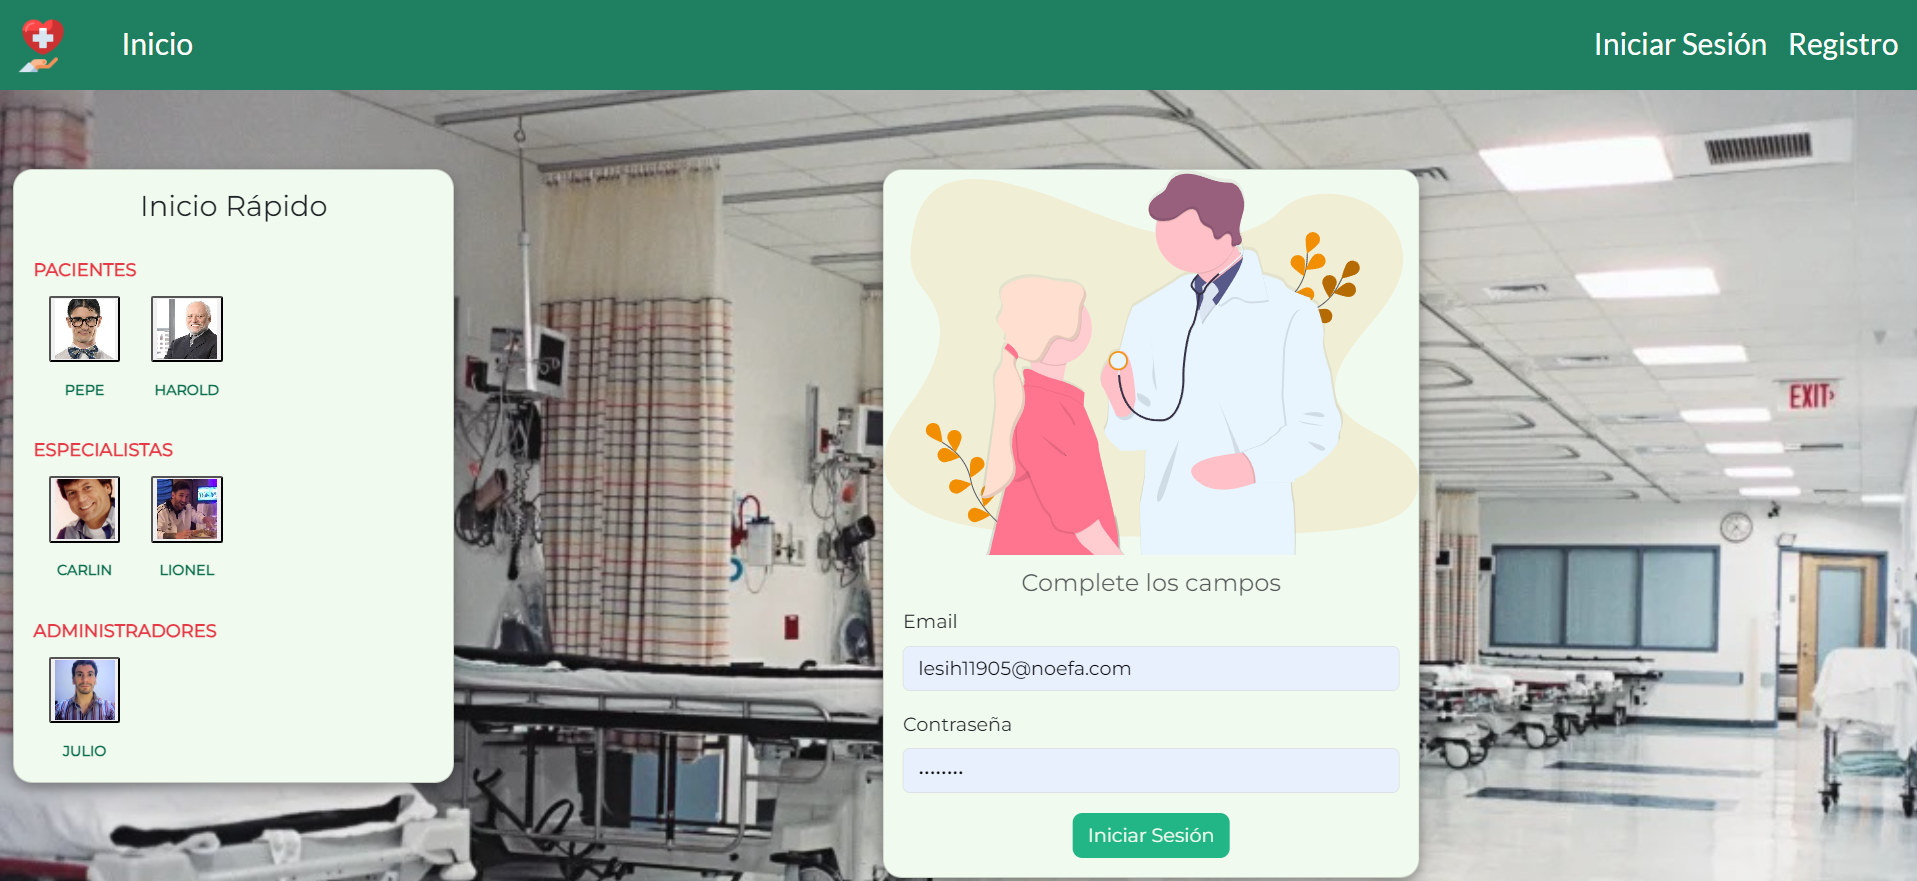 Inicio
Iniciar Sesión Registro
Inicio Rápido
PACIENTES
PEPE HAROLD
ESPECIALISTAS
CARLIN LIONEL
ADMINISTRADORES
JULIO
Complete los campos
Email
lesih11905@noefa.com
Contraseña
........
Iniciar Sesión
EXIT